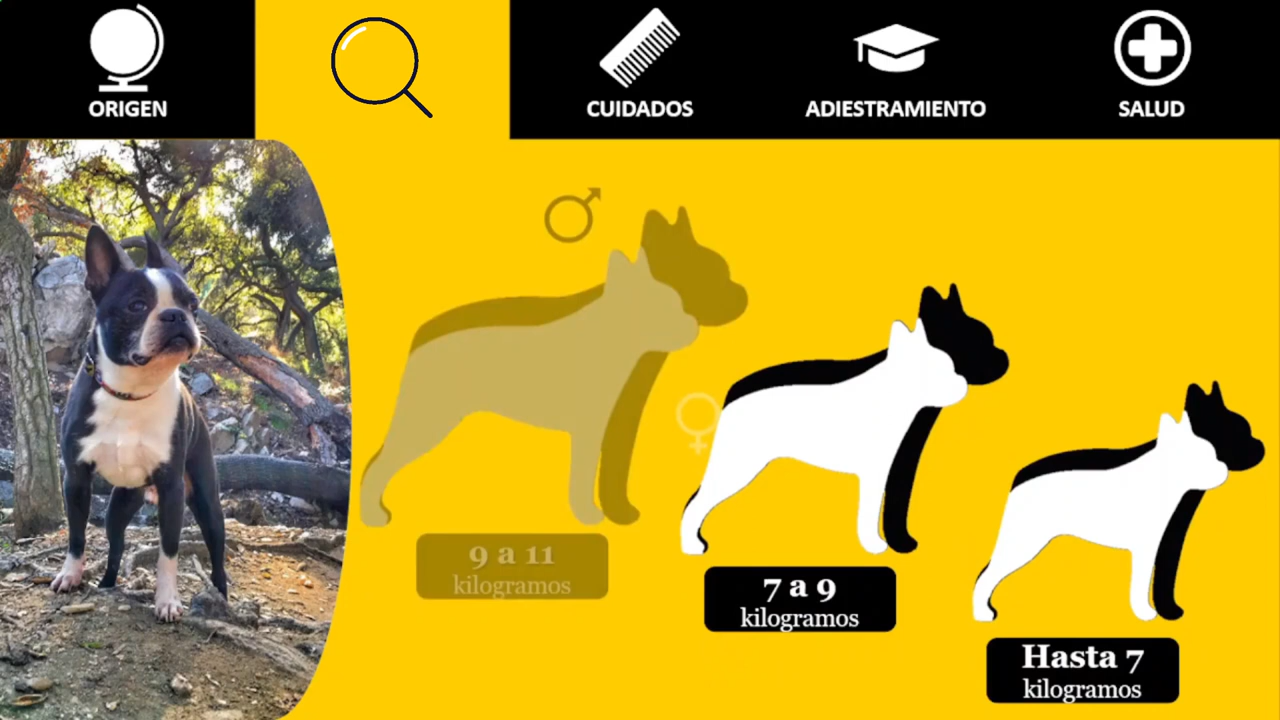 ORIGEN
CUIDADOS
ADIESTRAMIENTO
SALUD
9 a 11
kilogramos
7 a 9
kilogramos
Hasta 7
kilogramos